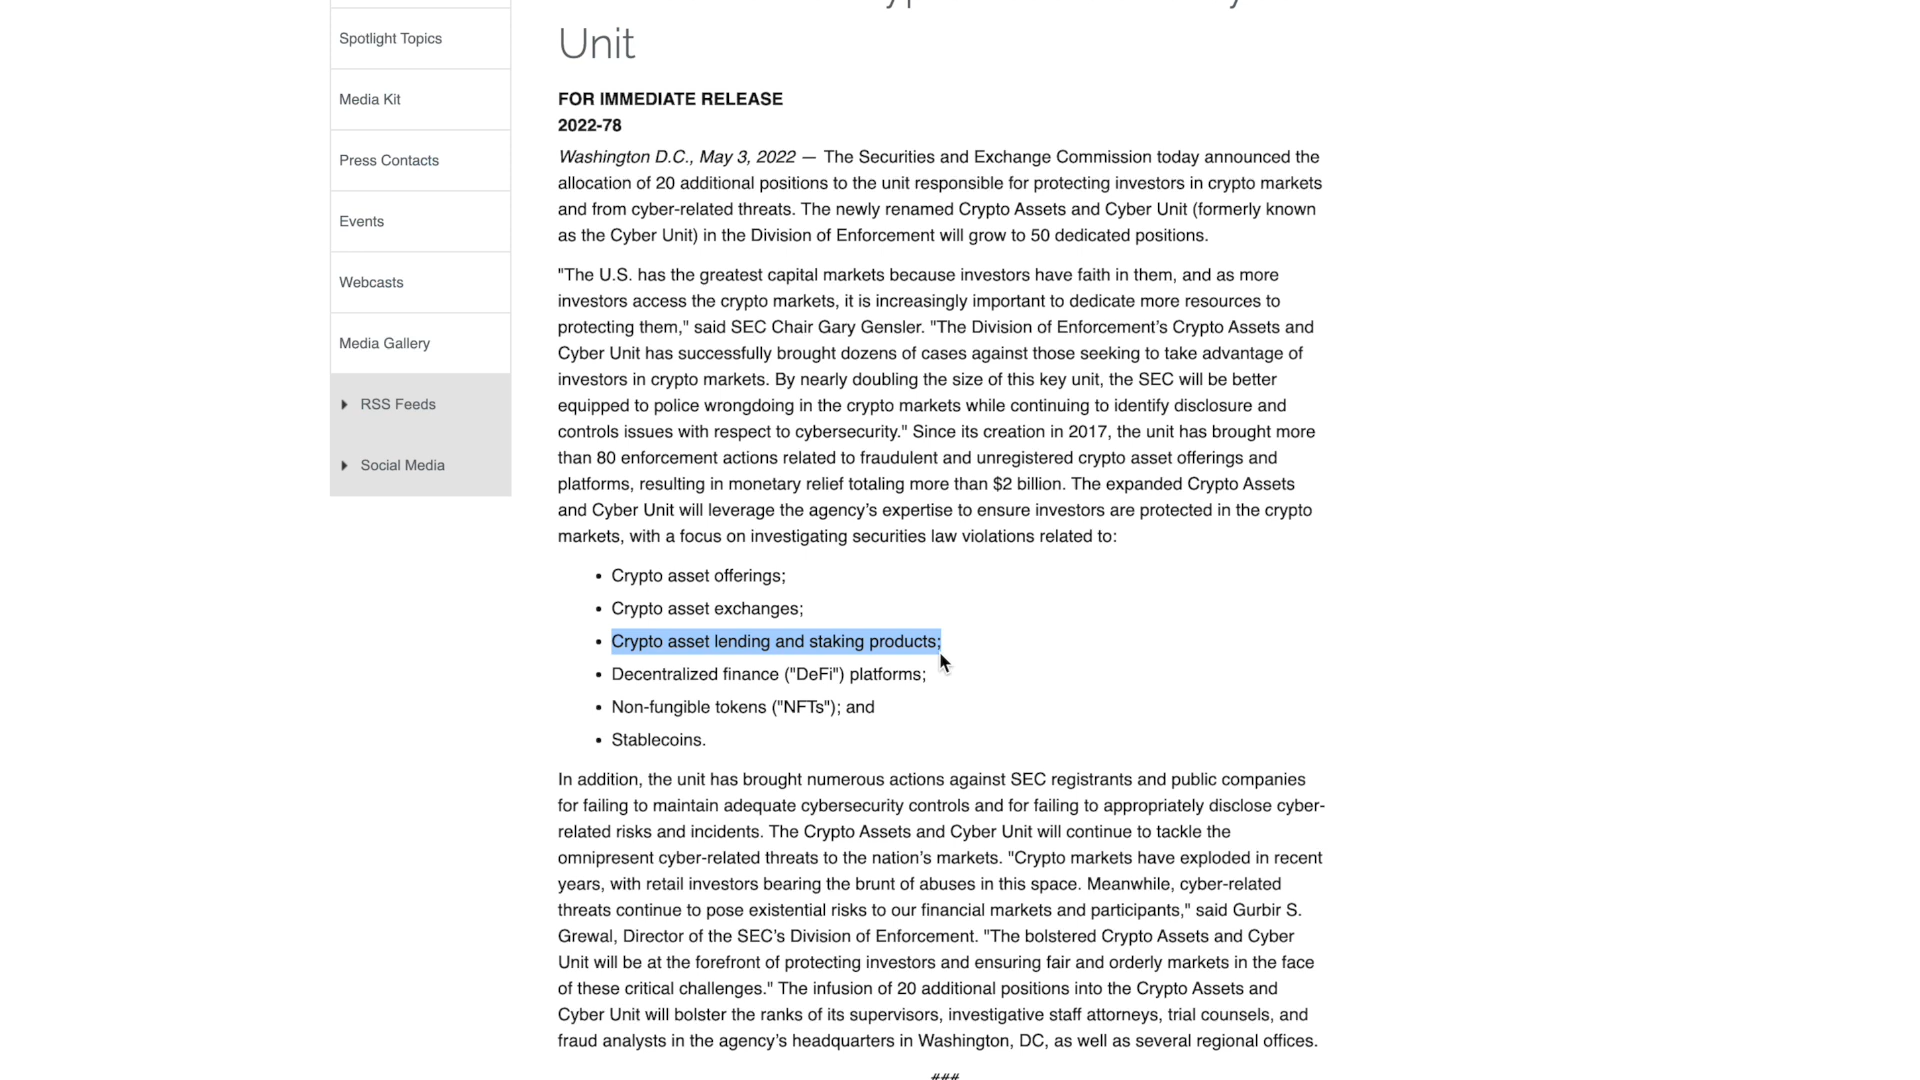 Unit
Spotlight Topics
Media Kit
Press Contacts
Events
Webcasts
Media Gallery
RSS Feeds
Social Media
FOR IMMEDIATE RELEASE
2022-78
Washington D.C., May 3, 2022 — The Securities and Exchange Commission today announced the
allocation of 20 additional positions to the unit responsible for protecting investors in crypto markets
and from cyber-related threats. The newly renamed Crypto Assets and Cyber Unit (formerly known
as the Cyber Unit) in the Division of Enforcement will grow to 50 dedicated positions.
"The U.S. has the greatest capital markets because investors have faith in them, and as more
investors access the crypto markets, it is increasingly important to dedicate more resources to
protecting them," said SEC Chair Gary Gensler. "The Division of Enforcement’s Crypto Assets and
Cyber Unit has successfully brought dozens of cases against those seeking to take advantage of
investors in crypto markets. By nearly doubling the size of this key unit, the SEC will be better
equipped to police wrongdoing in the crypto markets while continuing to identify disclosure and
controls issues with respect to cybersecurity." Since its creation in 2017, the unit has brought more
than 80 enforcement actions related to fraudulent and unregistered crypto asset offerings and
platforms, resulting in monetary relief totaling more than $2 billion. The expanded Crypto Assets
and Cyber Unit will leverage the agency’s expertise to ensure investors are protected in the crypto
markets, with a focus on investigating securities law violations related to:
• Crypto asset offerings;
• Crypto asset exchanges;
• Crypto asset lending and staking products;
• Decentralized finance ("DeFi") platforms;
• Non-fungible tokens ("NFTs"); and
• Stablecoins.
In addition, the unit has brought numerous actions against SEC registrants and public companies
for failing to maintain adequate cybersecurity controls and for failing to appropriately disclose cyber-
related risks and incidents. The Crypto Assets and Cyber Unit will continue to tackle the
omnipresent cyber-related threats to the nation’s markets. "Crypto markets have exploded in recent
years, with retail investors bearing the brunt of abuses in this space. Meanwhile, cyber-related
threats continue to pose existential risks to our financial markets and participants," said Gurbir S.
Grewal, Director of the SEC’s Division of Enforcement. "The bolstered Crypto Assets and Cyber
Unit will be at the forefront of protecting investors and ensuring fair and orderly markets in the face
of these critical challenges." The infusion of 20 additional positions into the Crypto Assets and
Cyber Unit will bolster the ranks of its supervisors, investigative staff attorneys, trial counsels, and
fraud analysts in the agency’s headquarters in Washington, DC, as well as several regional offices.
###